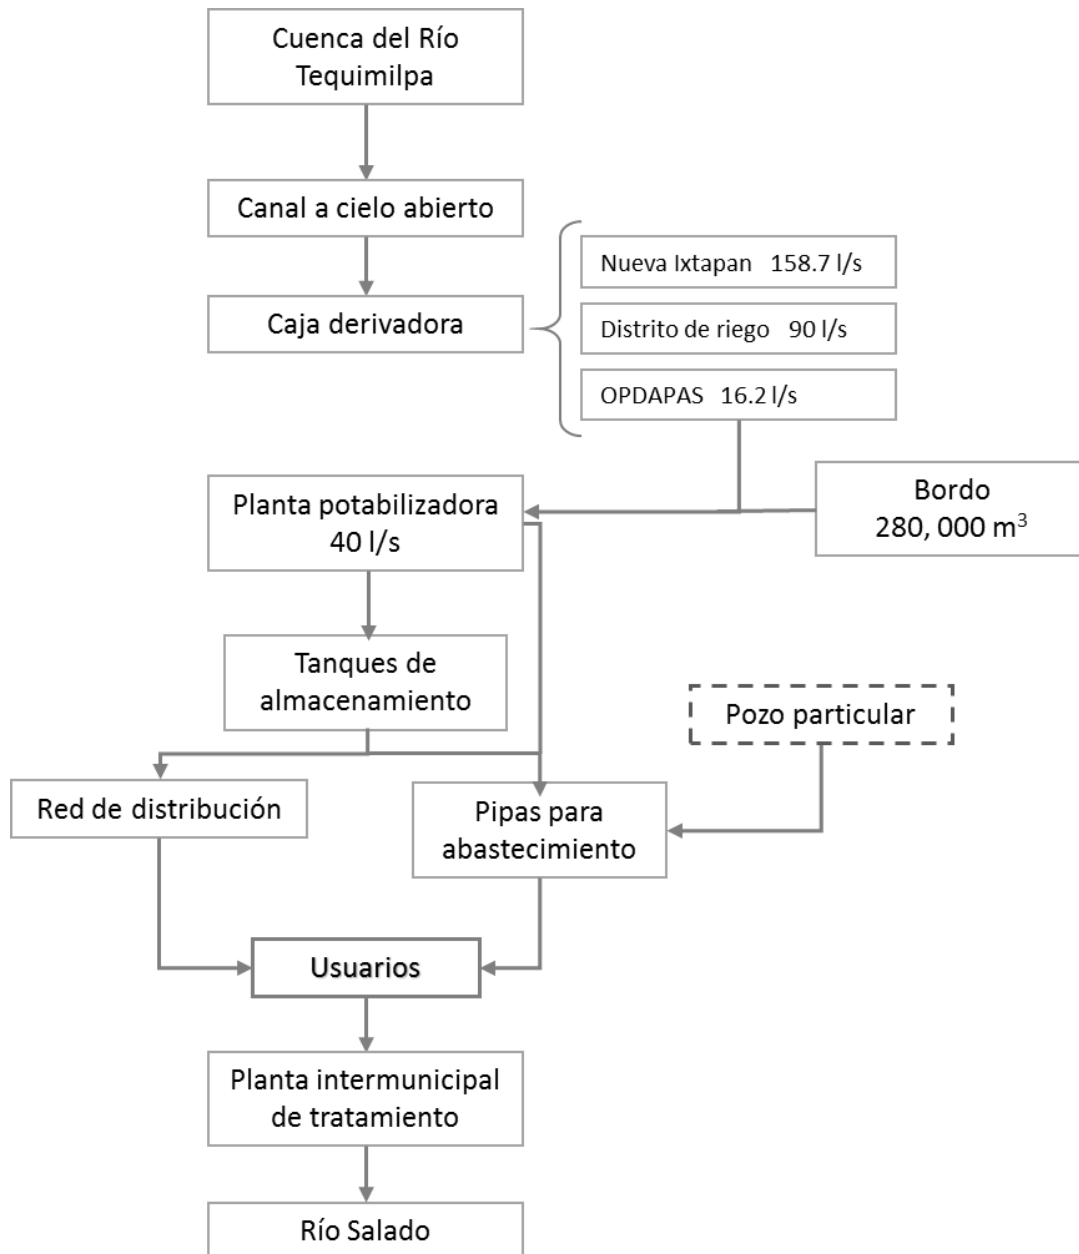 Cuenca del Río
Tequimilpa
Canal a cielo abierto
Caja derivadora
Nueva Ixtapan 158.7 l/s
Distrito de riego 90 l/s
OPDAPAS 16.2 l/s
Planta potabilizadora
40 l/s
Bordo
280, 000 m³
Tanques de
almacenamiento
Pozo particular
Red de distribución
Pipas para
abastecimiento
Usuarios
Planta intermunicipal
de tratamiento
Río Salado